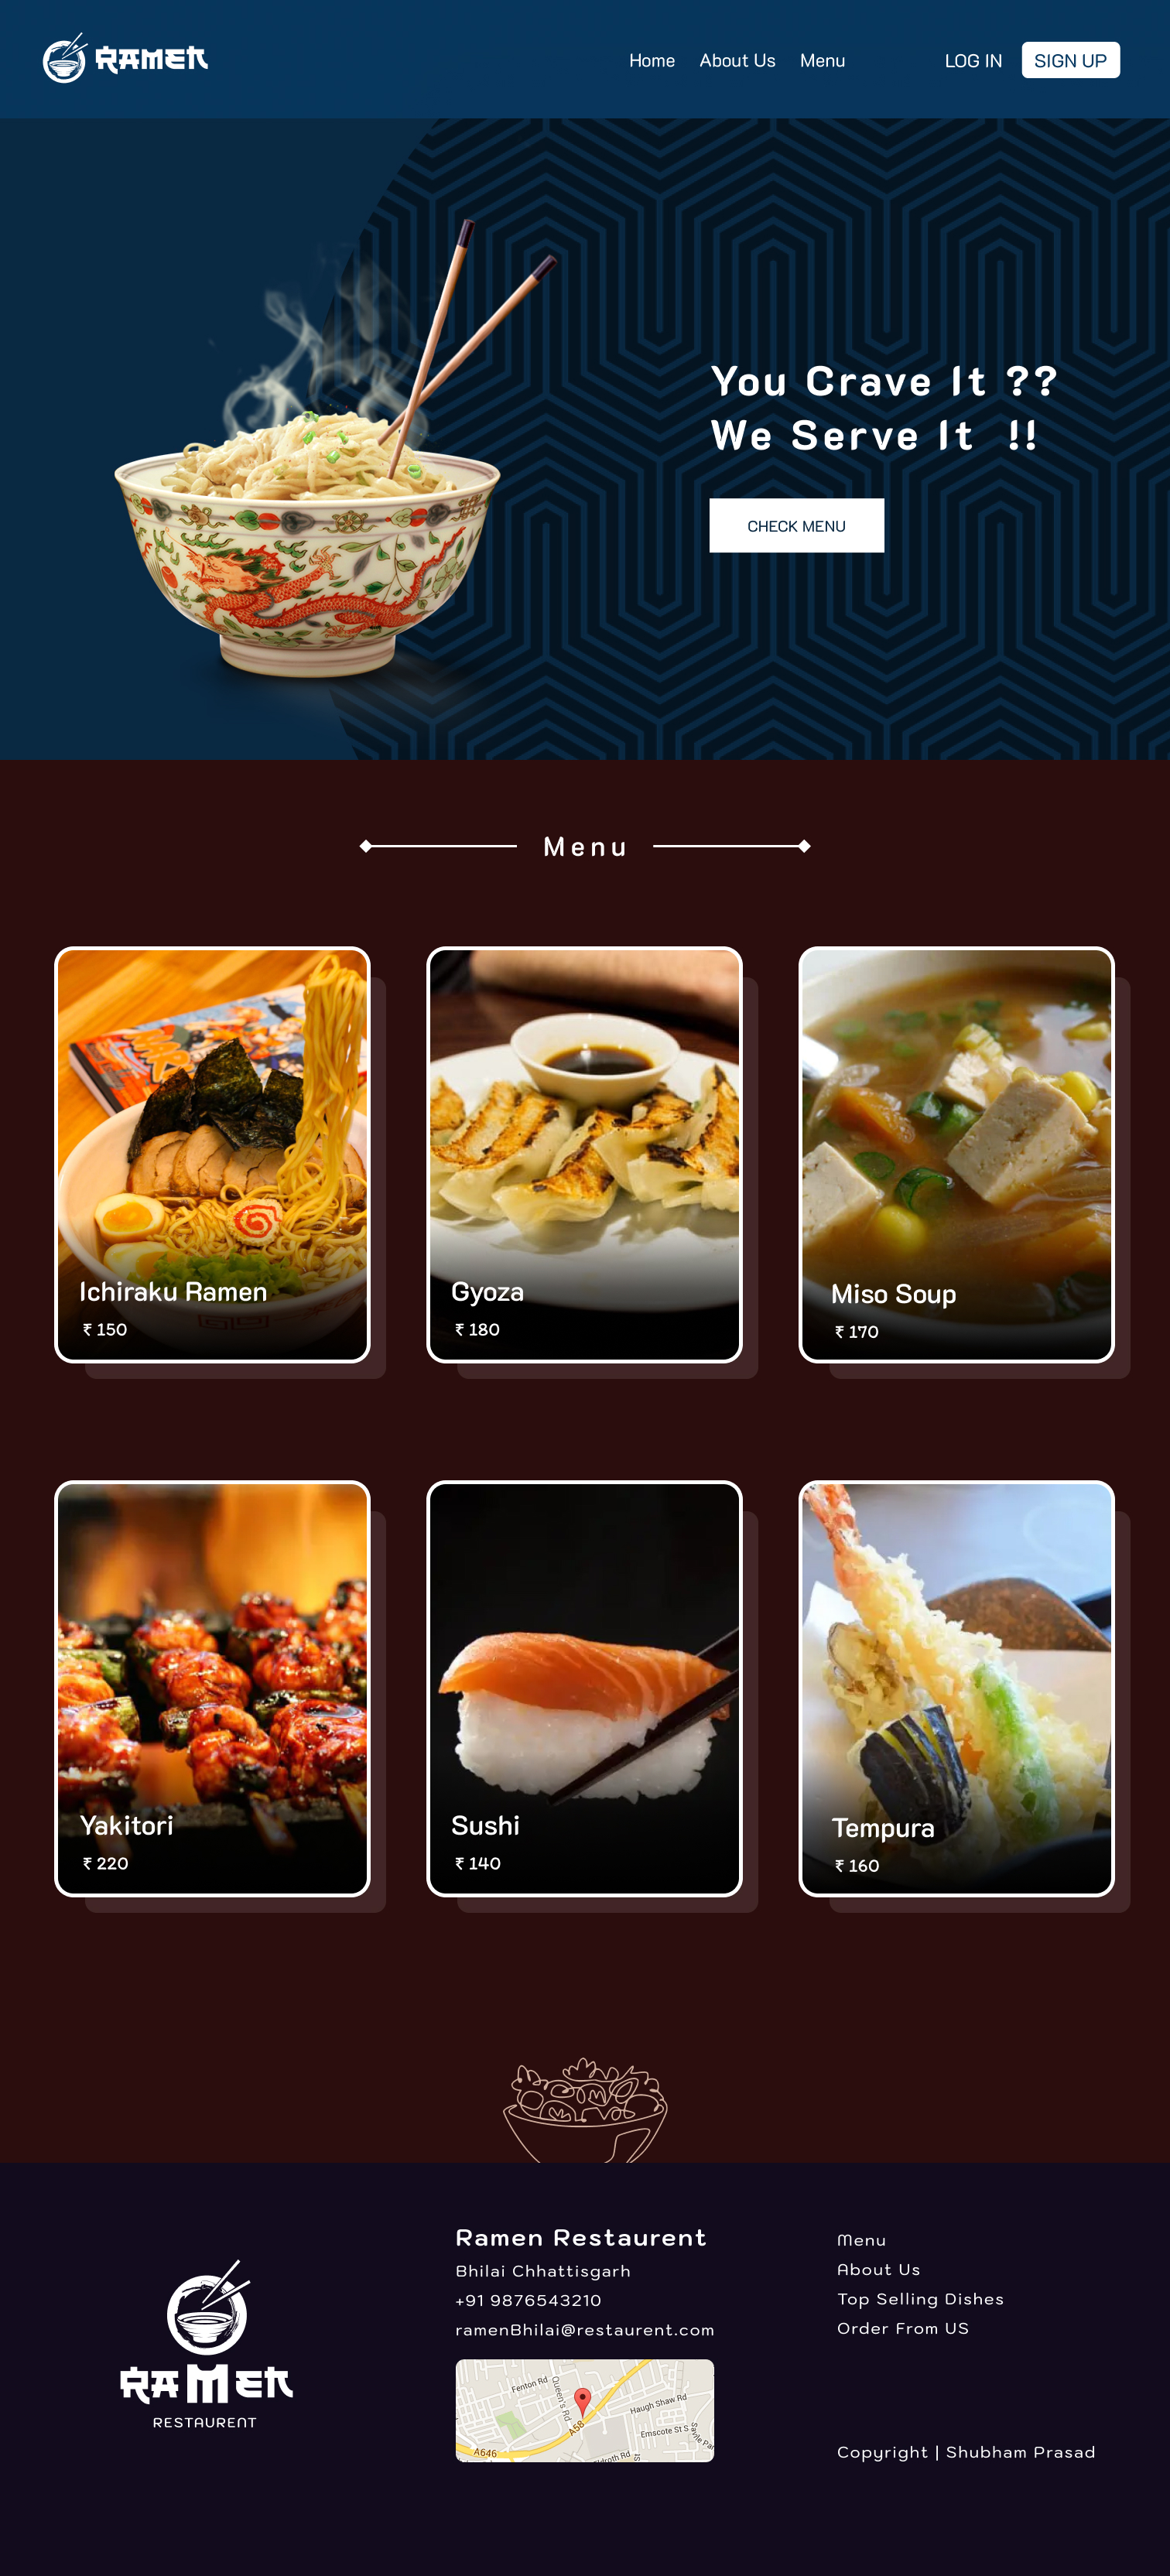 RAMEN
Home About Us Menu LOG IN SIGN UP
You Crave It ??
We Serve It !!
CHECK MENU
Menu
Ichiraku Ramen
₹ 150
Gyoza
₹ 180
Miso Soup
₹ 170
Yakitori
₹ 220
Sushi
₹ 140
Tempura
₹ 160
RAMEN
RESTAURENT
Ramen Restaurent
Bhilai Chhattisgarh
+91 9876543210
ramenBhilai@restaurent.com
Fenton Rd
Queen's Rd
Haugh Shaw Rd
A58
Emscote St S
A646
Menu
About Us
Top Selling Dishes
Order From US
Copyright | Shubham Prasad